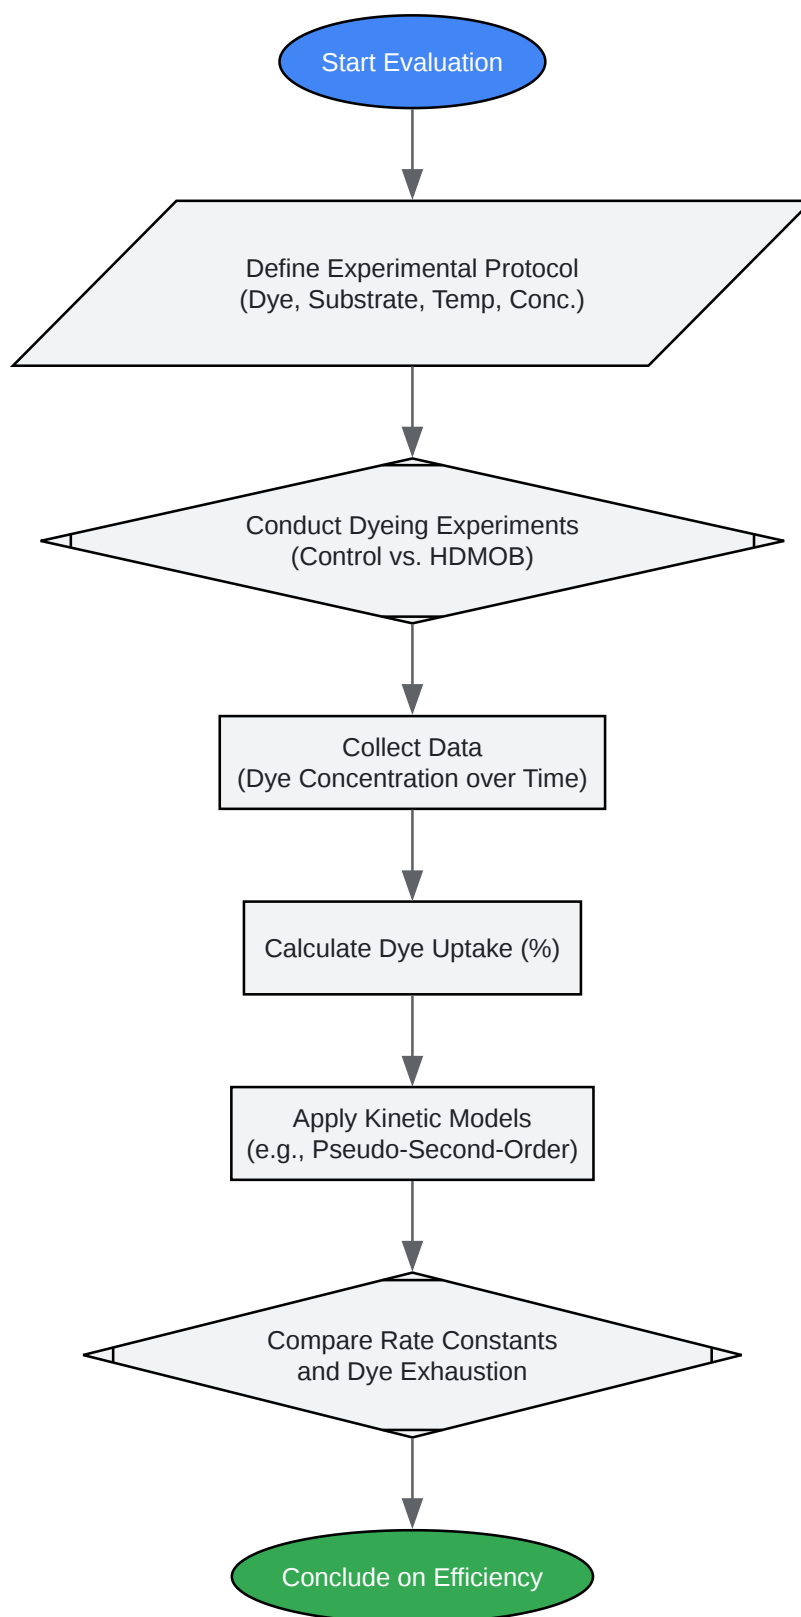 Start Evaluation
Define Experimental Protocol
(Dye, Substrate, Temp, Conc.)
Conduct Dyeing Experiments
(Control vs. HDMOB)
Collect Data
(Dye Concentration over Time)
Calculate Dye Uptake (%)
Apply Kinetic Models
(e.g., Pseudo-Second-Order)
Compare Rate Constants
and Dye Exhaustion
Conclude on Efficiency